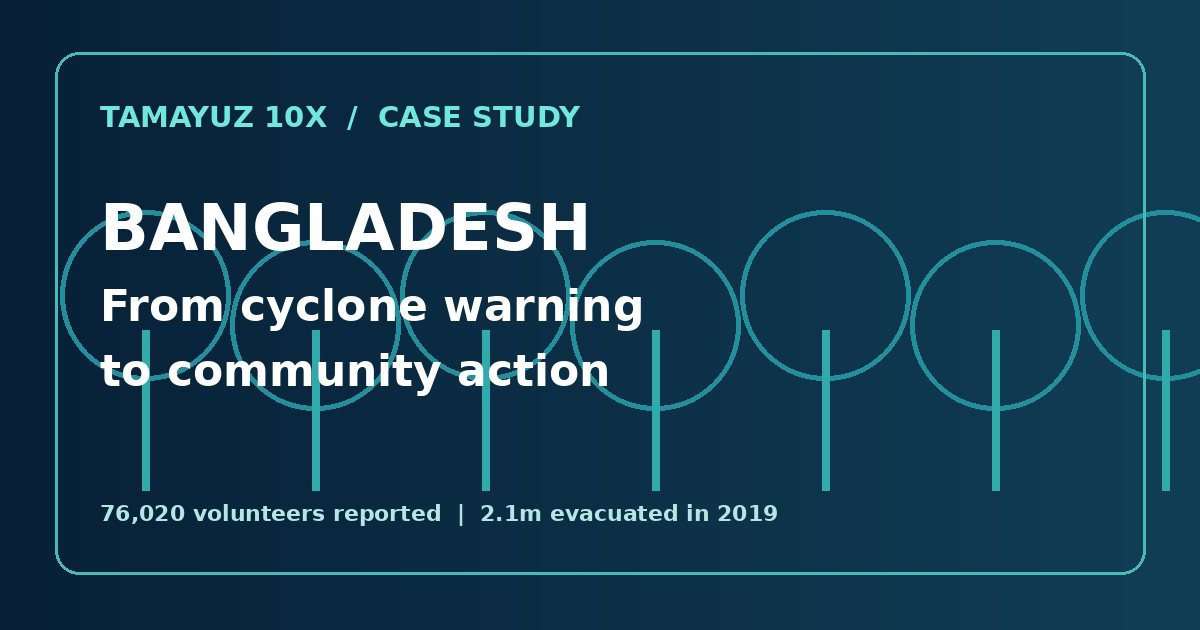 TAMAYUZ 10X / CASE STUDY
BANGLADESH
From cyclone warning
to community action
76,020 volunteers reported | 2.1m evacuated in 2019